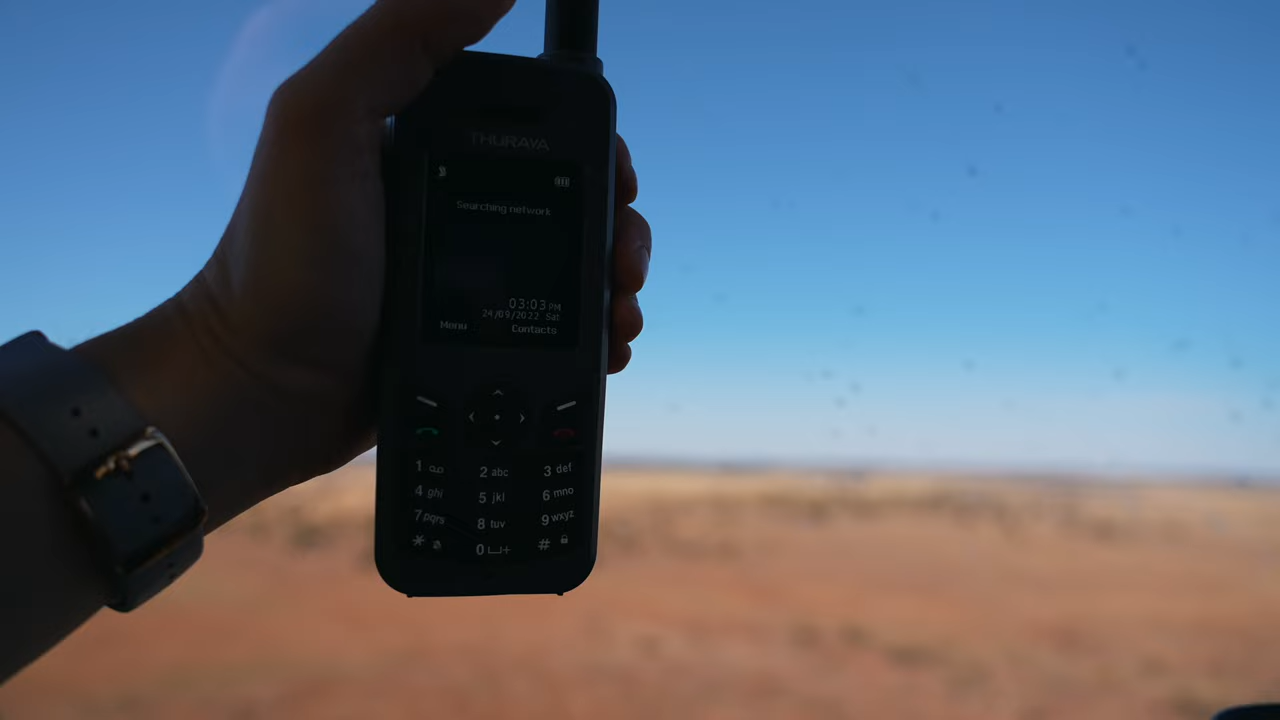 THURAYA
Searching network
03:03 PM
24/09/2022 Sat
Menu Contacts
1 2 abc 3 def
4 ghi 5 jkl 6 mno
7 pqrs 8 tuv 9 wxyz
* 0 + #